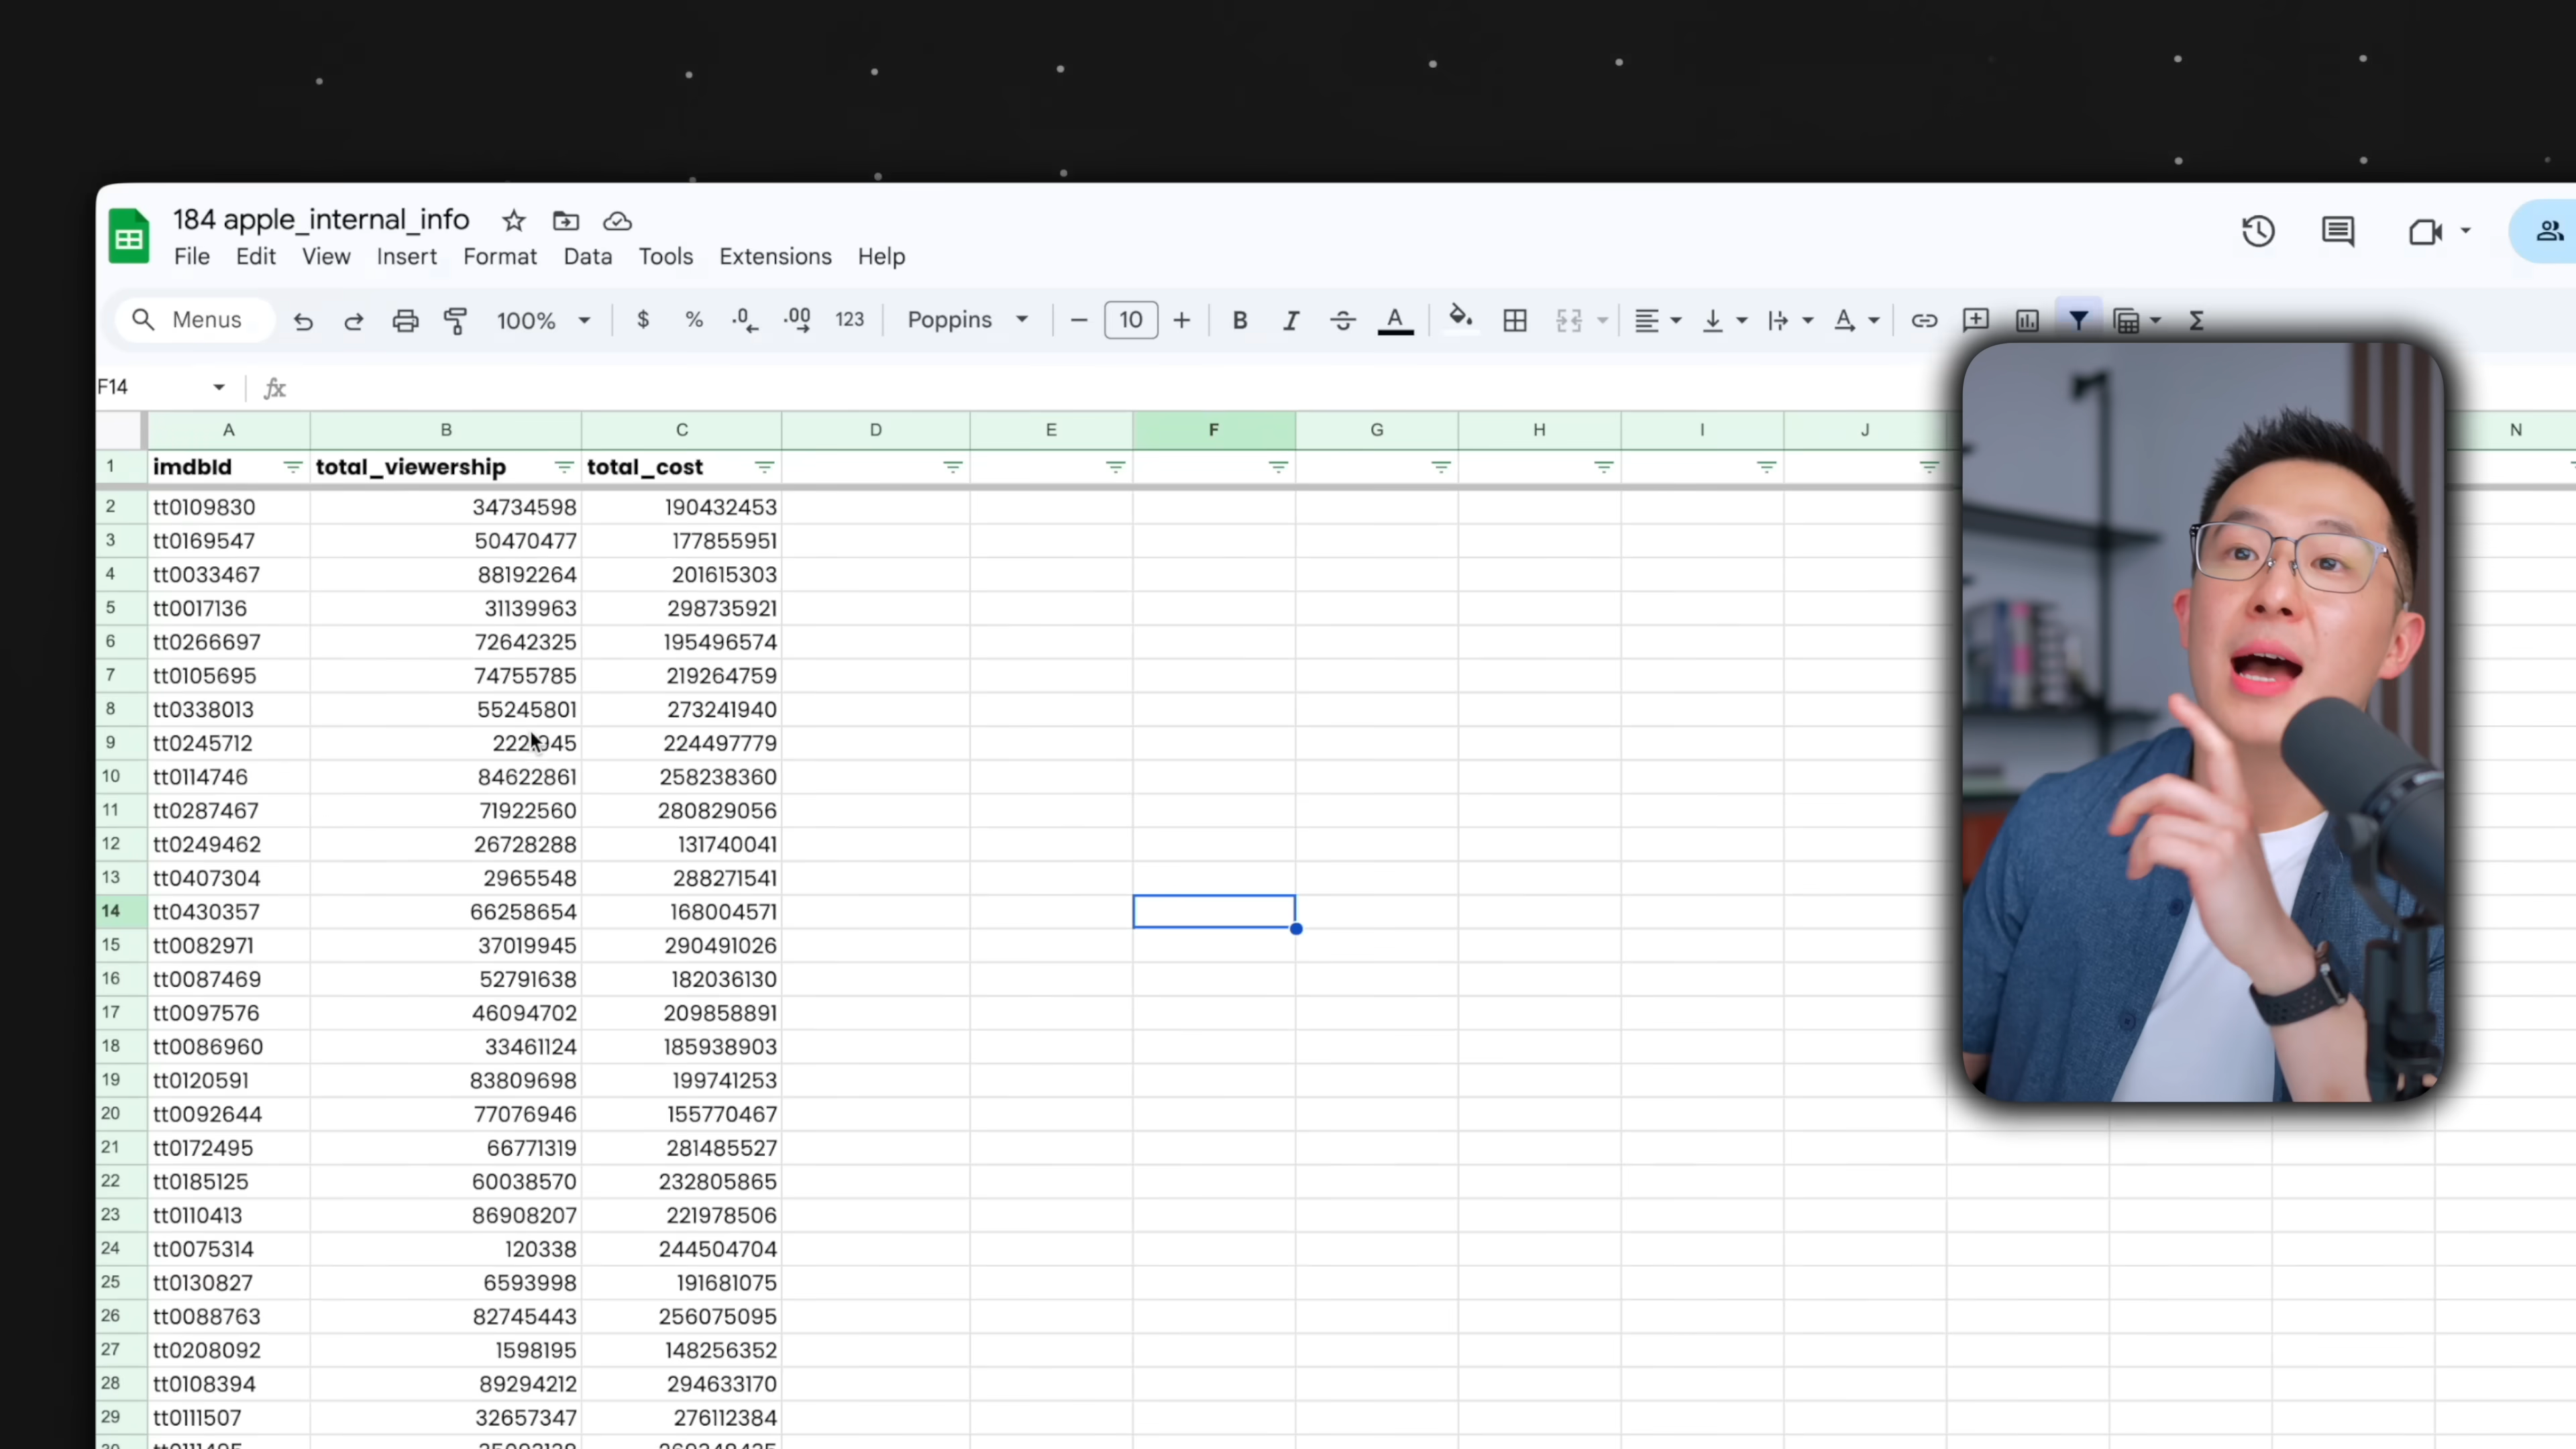 184 apple_internal_info
File Edit View Insert Format Data Tools Extensions Help
Menus 100% $ % .0 .00 123 Poppins 10 B I A A Σ
F14 fx
A B C D E F G H I J N
1 imdbId total_viewership total_cost
2 tt0109830 34734598 190432453
3 tt0169547 50470477 177855951
4 tt0033467 88192264 201615303
5 tt0017136 31139963 298735921
6 tt0266697 72642325 195496574
7 tt0105695 74755785 219264759
8 tt0338013 55245801 273241940
9 tt0245712 224497779
10 tt0114746 84622861 258238360
11 tt0287467 71922560 280829056
12 tt0249462 26728288 131740041
13 tt0407304 2965548 288271541
14 tt0430357 66258654 168004571
15 tt0082971 37019945 290491026
16 tt0087469 52791638 182036130
17 tt0097576 46094702 209858891
18 tt0086960 33461124 185938903
19 tt0120591 83809698 199741253
20 tt0092644 77076946 155770467
21 tt0172495 66771319 281485527
22 tt0185125 60038570 232805865
23 tt0110413 86908207 221978506
24 tt0075314 120338 244504704
25 tt0130827 6593998 191681075
26 tt0088763 82745443 256075095
27 tt0208092 1598195 148256352
28 tt0108394 89294212 294633170
29 tt0111507 32657347 276112384